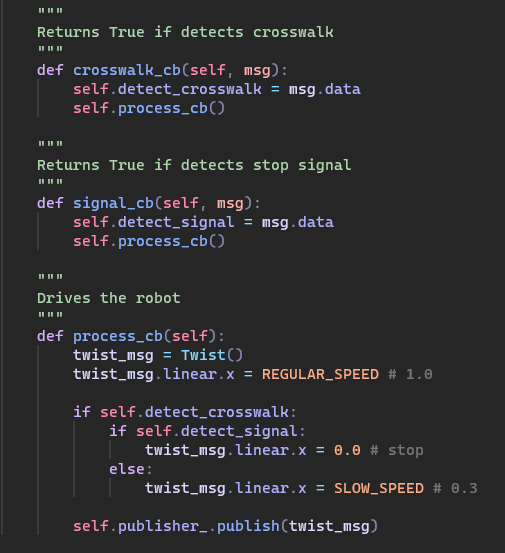 """
Returns True if detects crosswalk
"""
def crosswalk_cb(self, msg):
    self.detect_crosswalk = msg.data
    self.process_cb()

"""
Returns True if detects stop signal
"""
def signal_cb(self, msg):
    self.detect_signal = msg.data
    self.process_cb()

"""
Drives the robot
"""
def process_cb(self):
    twist_msg = Twist()
    twist_msg.linear.x = REGULAR_SPEED # 1.0

    if self.detect_crosswalk:
        if self.detect_signal:
            twist_msg.linear.x = 0.0 # stop
        else:
            twist_msg.linear.x = SLOW_SPEED # 0.3

    self.publisher_.publish(twist_msg)